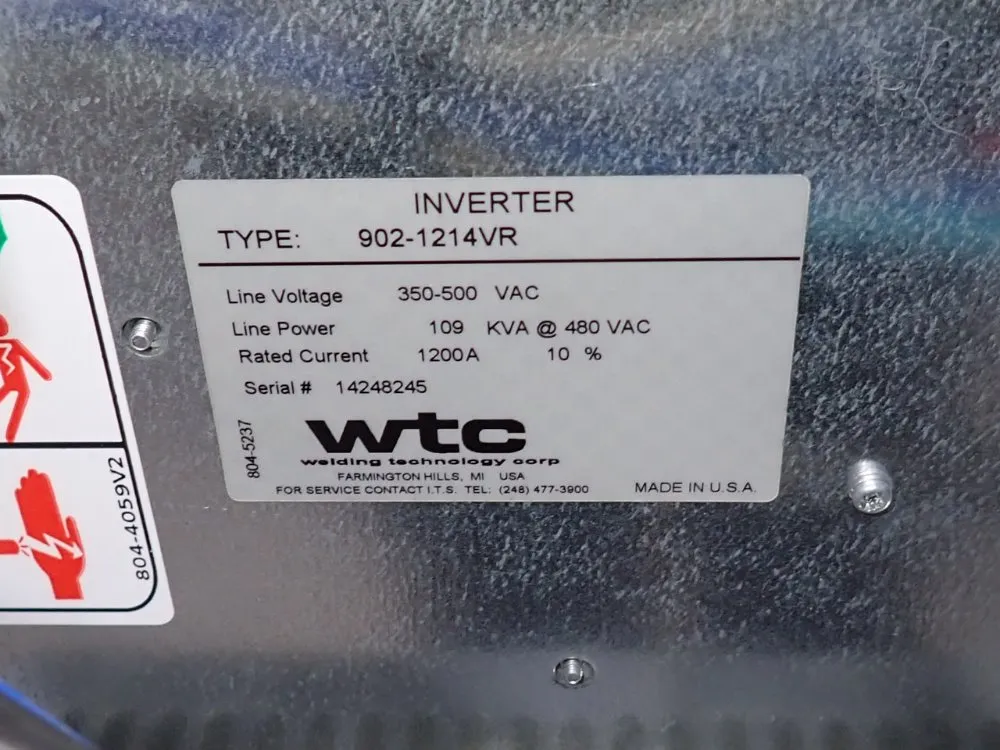 INVERTER
TYPE: 902-1214VR
Line Voltage 350-500 VAC
Line Power 109 KVA @ 480 VAC
Rated Current 1200A 10 %
Serial # 14248245
804-5237
wtc
welding technology corp
FARMINGTON HILLS, MI USA
FOR SERVICE CONTACT I.T.S. TEL: (248) 477-3900
MADE IN U.S.A.
804-4059V2